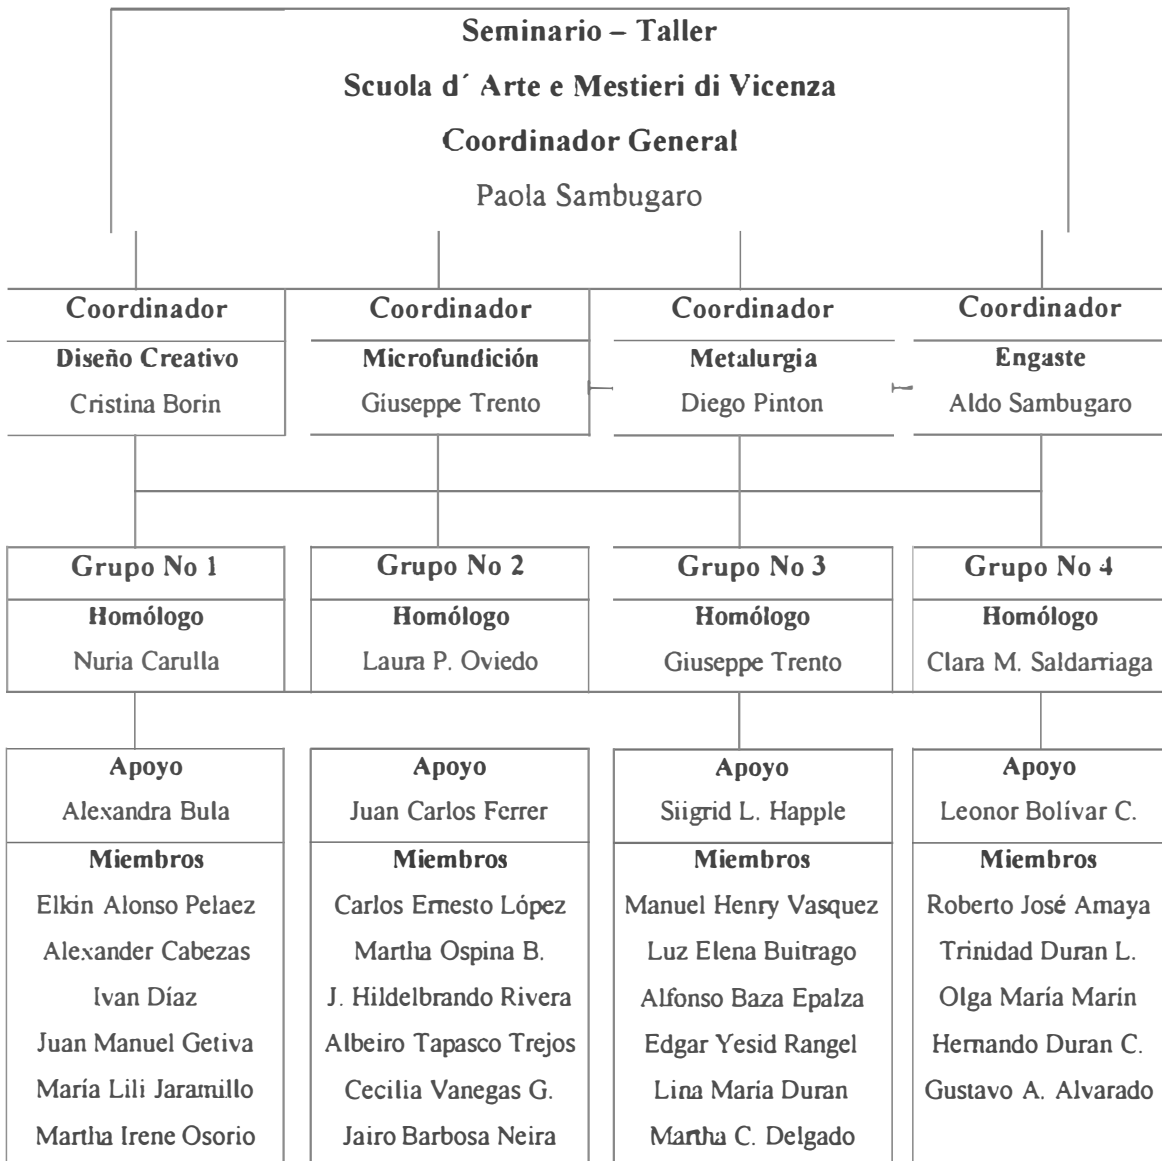 Seminario – Taller
Scuola d´ Arte e Mestieri di Vicenza
Coordinador General
Paola Sambugaro
Coordinador
Diseño Creativo
Cristina Borin
Coordinador
Microfundición
Giuseppe Trento
Coordinador
Metalurgia
Diego Pinton
Coordinador
Engaste
Aldo Sambugaro
Grupo No 1
Homólogo
Nuria Carulla
Grupo No 2
Homólogo
Laura P. Oviedo
Grupo No 3
Homólogo
Giuseppe Trento
Grupo No 4
Homólogo
Clara M. Saldarriaga
Apoyo
Alexandra Bula
Miembros
Elkin Alonso Pelaez
Alexander Cabezas
Ivan Díaz
Juan Manuel Getiva
María Lili Jaramillo
Martha Irene Osorio
Apoyo
Juan Carlos Ferrer
Miembros
Carlos Ernesto López
Martha Ospina B.
J. Hildelbrando Rivera
Albeiro Tapasco Trejos
Cecilia Vanegas G.
Jairo Barbosa Neira
Apoyo
Siigrid L. Happle
Miembros
Manuel Henry Vasquez
Luz Elena Buitrago
Alfonso Baza Epalza
Edgar Yesid Rangel
Lina María Duran
Martha C. Delgado
Apoyo
Leonor Bolívar C.
Miembros
Roberto José Amaya
Trinidad Duran L.
Olga María Marín
Hernando Duran C.
Gustavo A. Alvarado